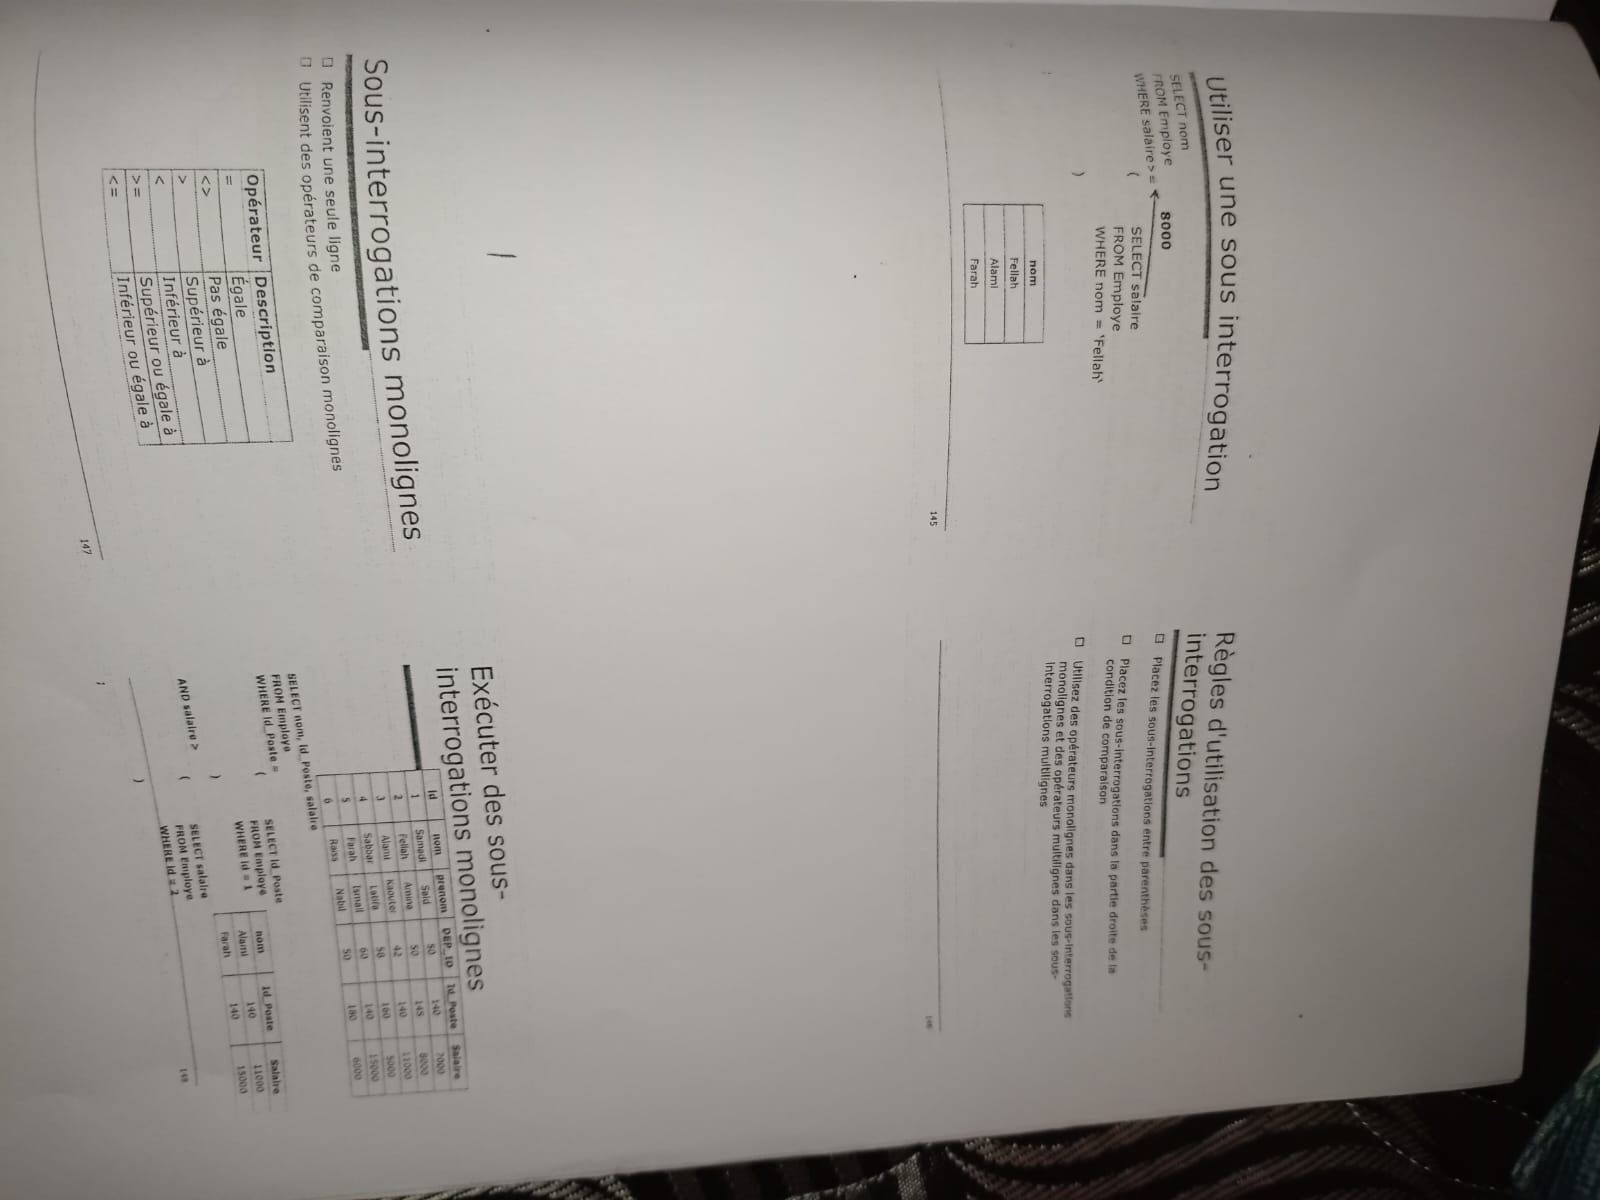 Utiliser une sous interrogation
SELECT nom
FROM Employe
WHERE salaire >=
8000
(
SELECT salaire
FROM Employe
WHERE nom = ‘Fellah‘
)
;
nom
Fellah
Alami
Farah
145
Règles d'utilisation des sous-
interrogations
Placez les sous-interrogations entre parenthèses
Placez les sous-interrogations dans la partie droite de la
condition de comparaison
Utilisez des opérateurs monolignes dans les sous-interrogations
monolignes et des opérateurs multilignes dans les sous-
interrogations multilignes
146
Sous-interrogations monolignes
Renvoient une seule ligne
Utilisent des opérateurs de comparaison monolignes
Opérateur Description
= Égale
<> Pas égale
> Supérieur à
< Inférieur à
>= Supérieur ou égale à
<= Inférieur ou égale à
147
Exécuter des sous-
interrogations monolignes
Id nom prenom DEP_ID Id_Poste Salaire
1 Samadi Said 50 140 7000
2 Fellah Amina 50 145 8000
3 Alami Kaouter 42 140 11000
4 Sabbar Latifa 58 160 5000
5 Farah Ismail 60 140 15000
6 Raiss Nabil 50 180 6000
SELECT nom, Id_Poste, salaire
FROM Employe
WHERE Id_Poste =
(
SELECT Id_Poste
FROM Employe
WHERE Id = 1
)
AND salaire >
(
SELECT salaire
FROM Employe
WHERE Id = 2
)
;
nom Id_Poste Salaire
Alami 140 11000
Farah 140 15000
148